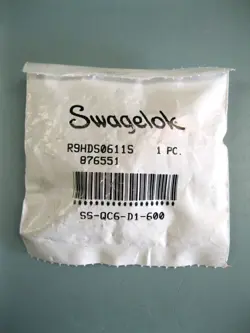 Swagelok
R9HDS0611S 1 PC.
876551
SS-QC6-D1-600